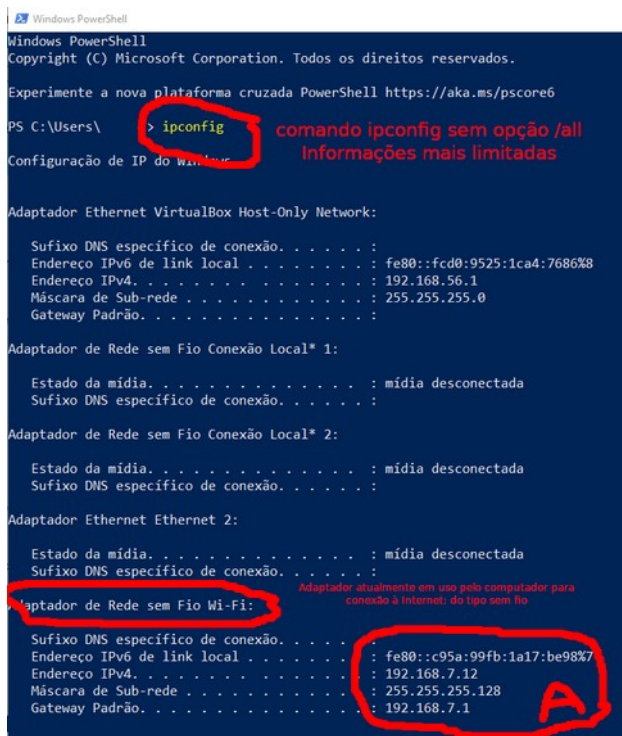 Windows PowerShell
Windows PowerShell
Copyright (C) Microsoft Corporation. Todos os direitos reservados.
Experimente a nova plataforma cruzada PowerShell https://aka.ms/pscore6
PS C:\Users\ > ipconfig
comando ipconfig sem opção /all
Informações mais limitadas
Configuração de IP do Windows
Adaptador Ethernet VirtualBox Host-Only Network:
Sufixo DNS específico de conexão. . . . . . :
Endereço IPv6 de link local . . . . . . . . : fe80::fcd0:9525:1ca4:7686%8
Endereço IPv4. . . . . . . . . . . . . . . : 192.168.56.1
Máscara de Sub-rede . . . . . . . . . . . . : 255.255.255.0
Gateway Padrão. . . . . . . . . . . . . . . :
Adaptador de Rede sem Fio Conexão Local* 1:
Estado da mídia. . . . . . . . . . . . . . : mídia desconectada
Sufixo DNS específico de conexão. . . . . . :
Adaptador de Rede sem Fio Conexão Local* 2:
Estado da mídia. . . . . . . . . . . . . . : mídia desconectada
Sufixo DNS específico de conexão. . . . . . :
Adaptador Ethernet Ethernet 2:
Estado da mídia. . . . . . . . . . . . . . : mídia desconectada
Sufixo DNS específico de conexão. . . . . . :
Adaptador atualmente em uso pelo computador para
conexão à Internet: do tipo sem fio
Adaptador de Rede sem Fio Wi-Fi:
Sufixo DNS específico de conexão. . . . . . :
Endereço IPv6 de link local . . . . . . . . : fe80::c95a:99fb:1a17:be98%7
Endereço IPv4. . . . . . . . . . . . . . . : 192.168.7.12
Máscara de Sub-rede . . . . . . . . . . . . : 255.255.255.128
Gateway Padrão. . . . . . . . . . . . . . . : 192.168.7.1
A